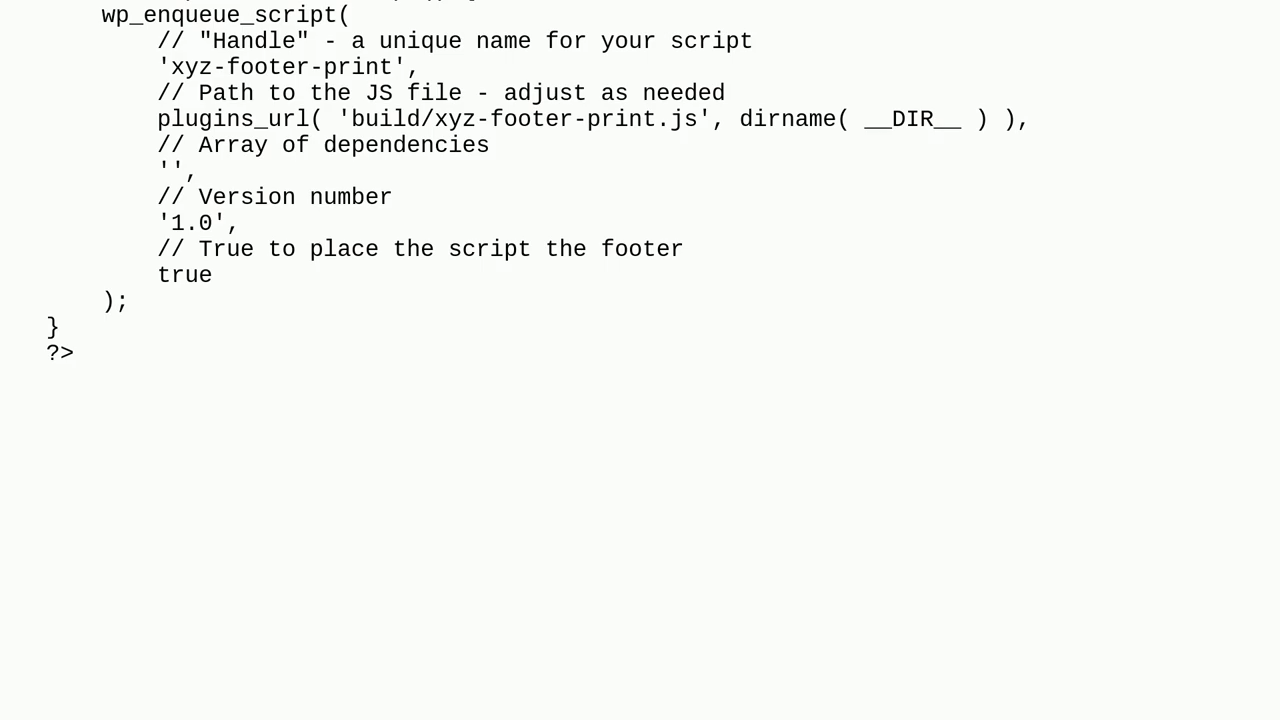 wp_enqueue_script(
// "Handle" - a unique name for your script
'xyz-footer-print',
// Path to the JS file - adjust as needed
plugins_url( 'build/xyz-footer-print.js', dirname( __DIR__ ) ),
// Array of dependencies
'',
// Version number
'1.0',
// True to place the script the footer
true
);
}
?>